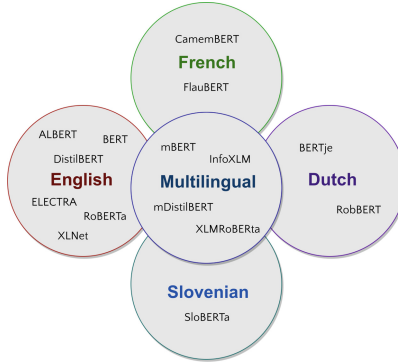 CamemBERT
French
FlauBERT
ALBERT
BERT
DistilBERT
English
ELECTRA
RoBERTa
XLNet
mBERT
InfoXLM
Multilingual
mDistilBERT
XLMRoBERta
BERTje
Dutch
RobBERT
Slovenian
SloBERTa